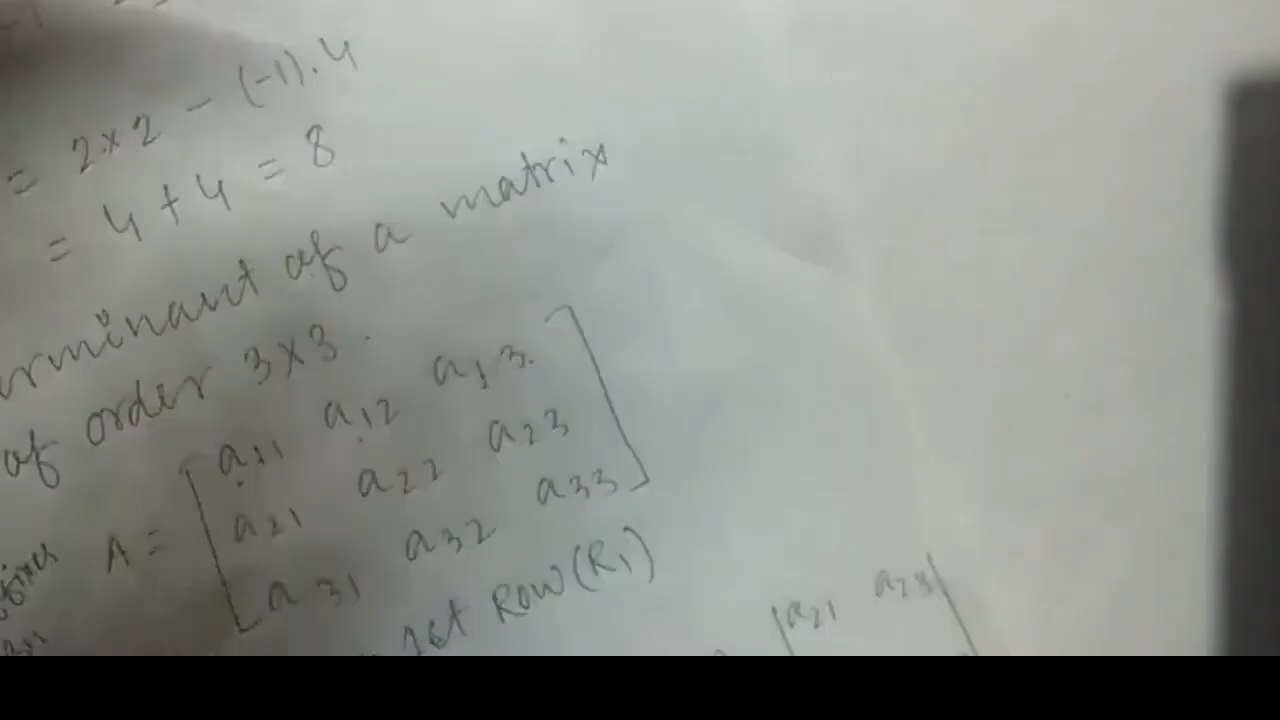 = 2×2 - (-1).4
= 4 + 4 = 8
erminant of a matrix
of order 3×3.
A = [ a11 a12 a13
a21 a22 a23
a31 a32 a33 ]
1st Row (R1)
|a21 a23|